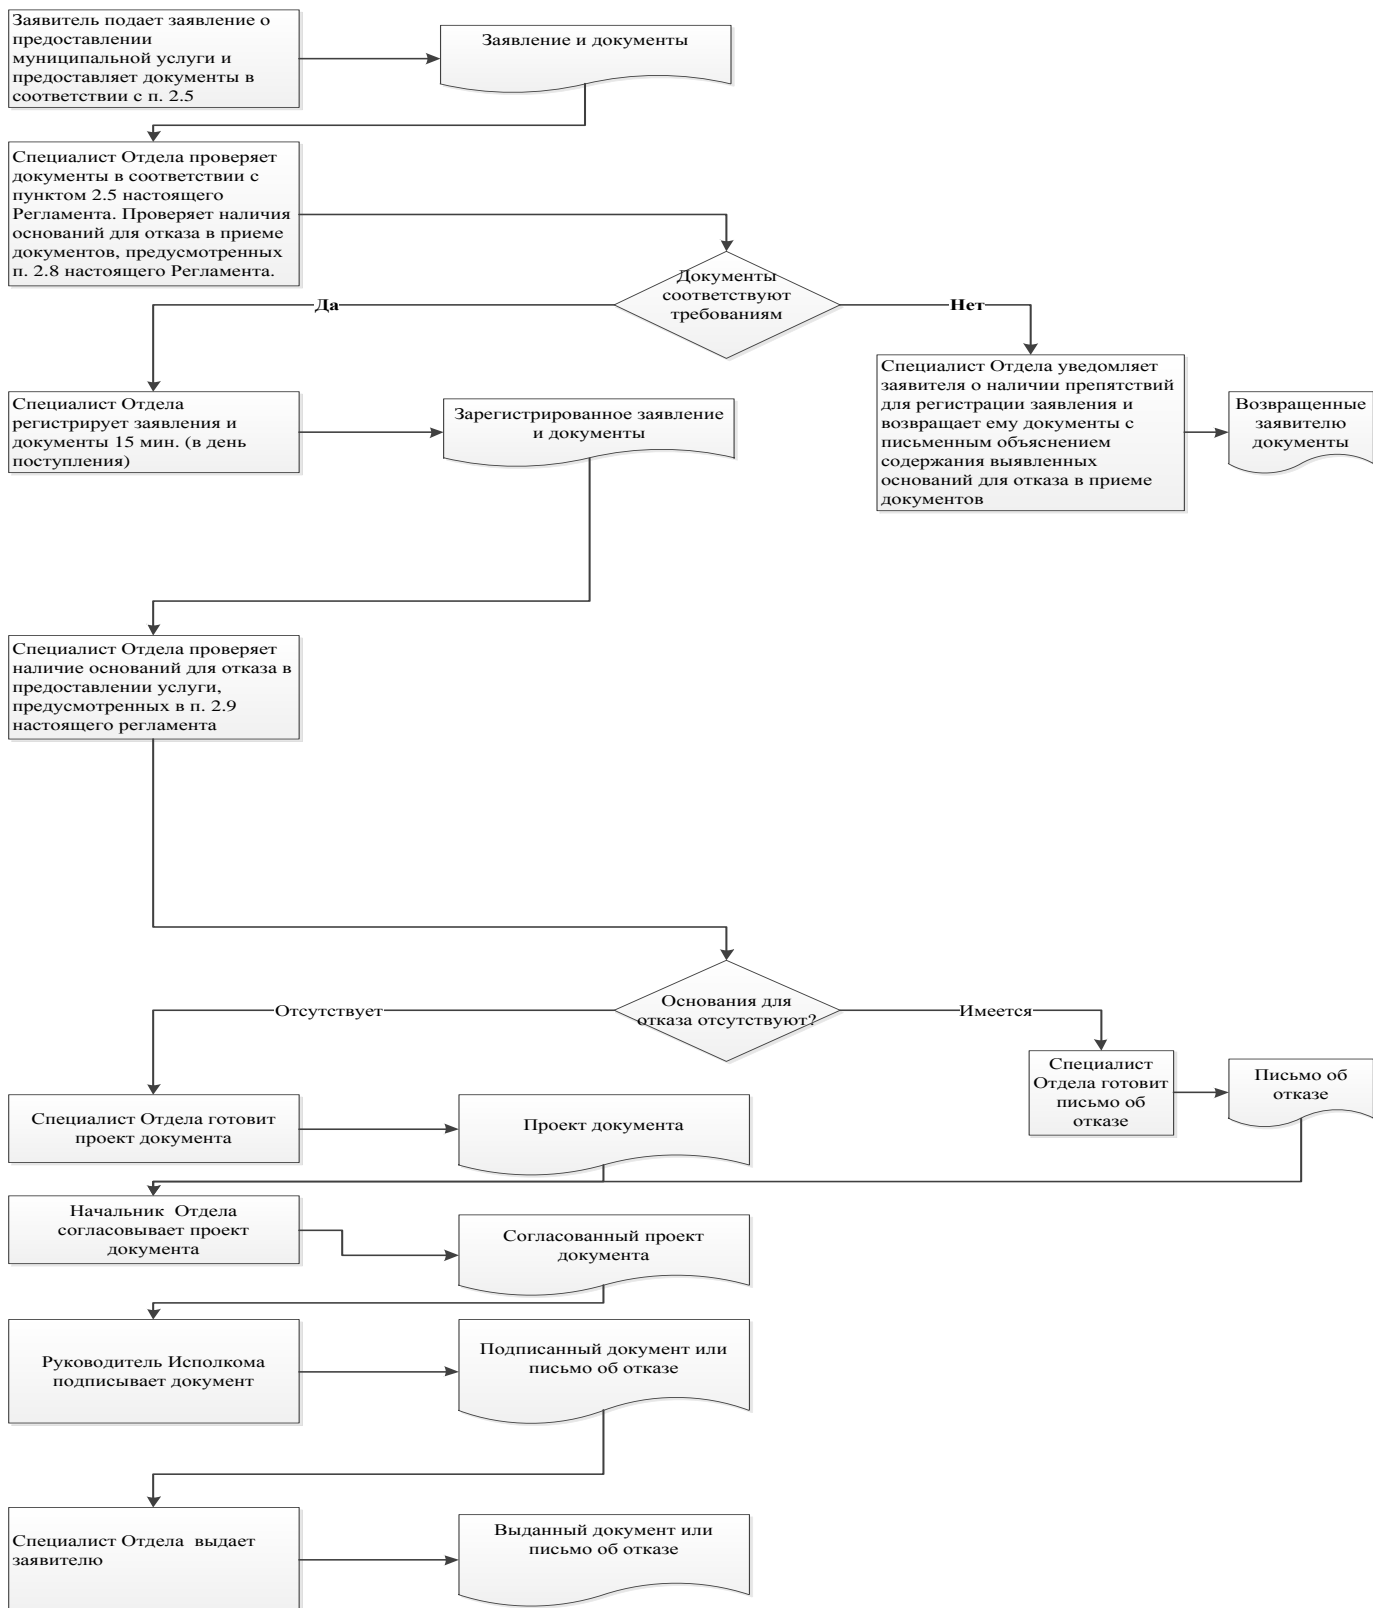 Заявитель подает заявление о
предоставлении
муниципальной услуги и
предоставляет документы в
соответствии с п. 2.5
Заявление и документы
Специалист Отдела проверяет
документы в соответствии с
пунктом 2.5 настоящего
Регламента. Проверяет наличия
оснований для отказа в приеме
документов, предусмотренных
п. 2.8 настоящего Регламента.
Документы
соответствуют
требованиям
Да
Нет
Специалист Отдела
регистрирует заявления и
документы 15 мин. (в день
поступления)
Зарегистрированное заявление
и документы
Специалист Отдела уведомляет
заявителя о наличии препятствий
для регистрации заявления и
возвращает ему документы с
письменным объяснением
содержания выявленных
оснований для отказа в приеме
документов
Возвращенные
заявителю
документы
Специалист Отдела проверяет
наличие оснований для отказа в
предоставлении услуги,
предусмотренных в п. 2.9
настоящего регламента
Основания для
отказа отсутствуют?
Отсутствует
Имеется
Специалист
Отдела готовит
письмо об
отказе
Письмо об
отказе
Специалист Отдела готовит
проект документа
Проект документа
Начальник  Отдела
согласовывает проект
документа
Согласованный проект
документа
Руководитель Исполкома
подписывает документ
Подписанный документ или
письмо об отказе
Специалист Отдела  выдает
заявителю
Выданный документ или
письмо об отказе